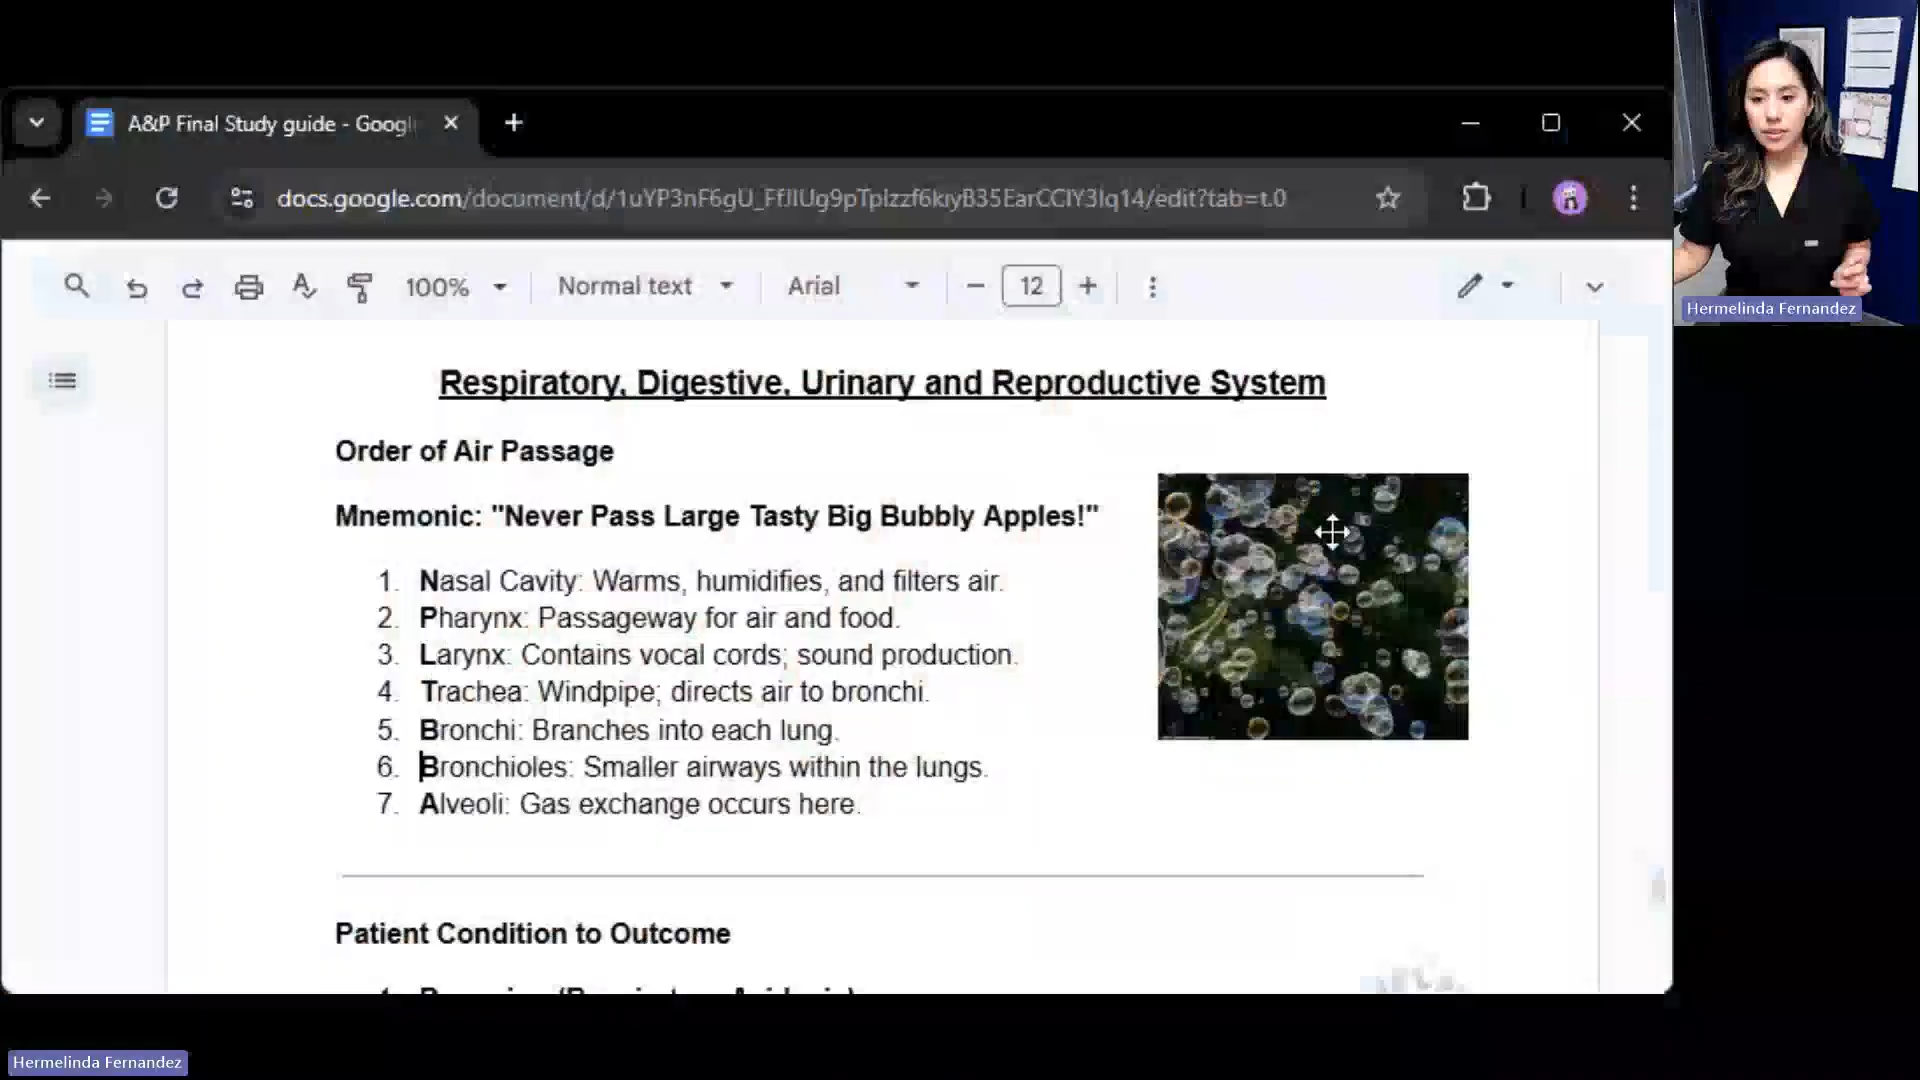 A&P Final Study guide - Googl
docs.google.com/document/d/1uYP3nF6gU_FfJlUg9pTplzzf6kiyB35EarCClY3lq14/edit?tab=t.0
100%
Normal text
Arial
12
Hermelinda Fernandez
Respiratory, Digestive, Urinary and Reproductive System
Order of Air Passage
Mnemonic: "Never Pass Large Tasty Big Bubbly Apples!"
1. Nasal Cavity: Warms, humidifies, and filters air.
2. Pharynx: Passageway for air and food.
3. Larynx: Contains vocal cords; sound production.
4. Trachea: Windpipe; directs air to bronchi.
5. Bronchi: Branches into each lung.
6. Bronchioles: Smaller airways within the lungs.
7. Alveoli: Gas exchange occurs here.
Patient Condition to Outcome
Hermelinda Fernandez